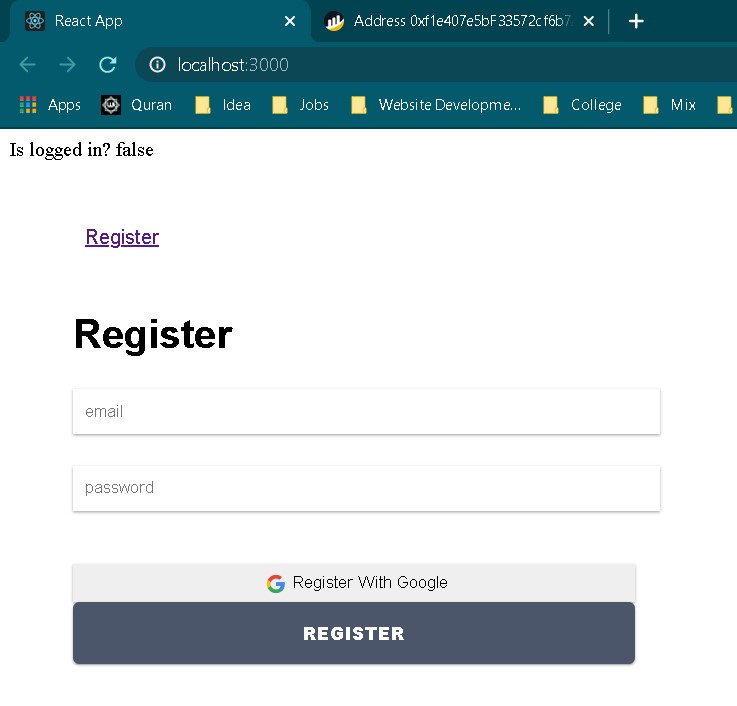 React App
Address 0xf1e407e5bF33572cf6b7
localhost:3000
Apps Quran Idea Jobs Website Developme... College Mix
Is logged in? false
Register
Register
email
password
Register With Google
REGISTER